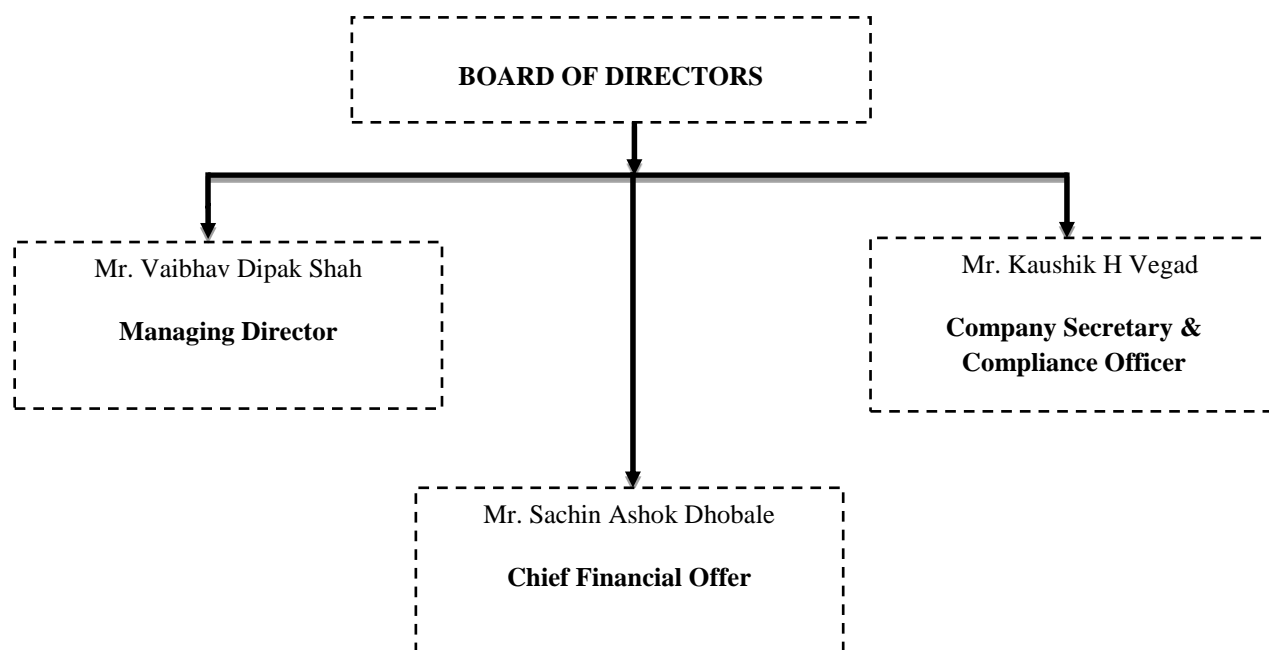 BOARD OF DIRECTORS
Mr. Vaibhav Dipak Shah
Managing Director
Mr. Kaushik H Vegad
Company Secretary &
Compliance Officer
Mr. Sachin Ashok Dhobale
Chief Financial Offer